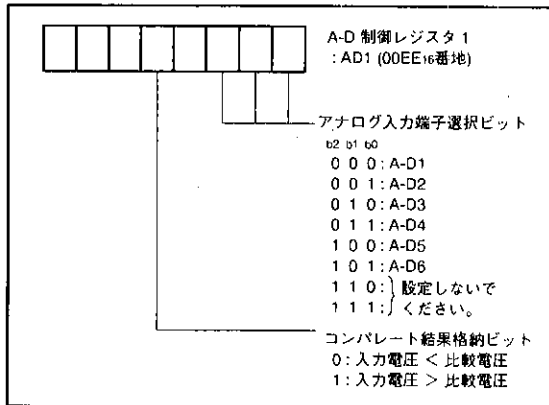 A-D 制御レジスタ 1
: AD1 (00EE16番地)
アナログ入力端子選択ビット
b2 b1 b0
0 0 0 : A-D1
0 0 1 : A-D2
0 1 0 : A-D3
0 1 1 : A-D4
1 0 0 : A-D5
1 0 1 : A-D6
1 1 0 : } 設定しないで
1 1 1 : } ください。
コンパレート結果格納ビット
0 : 入力電圧 < 比較電圧
1 : 入力電圧 > 比較電圧